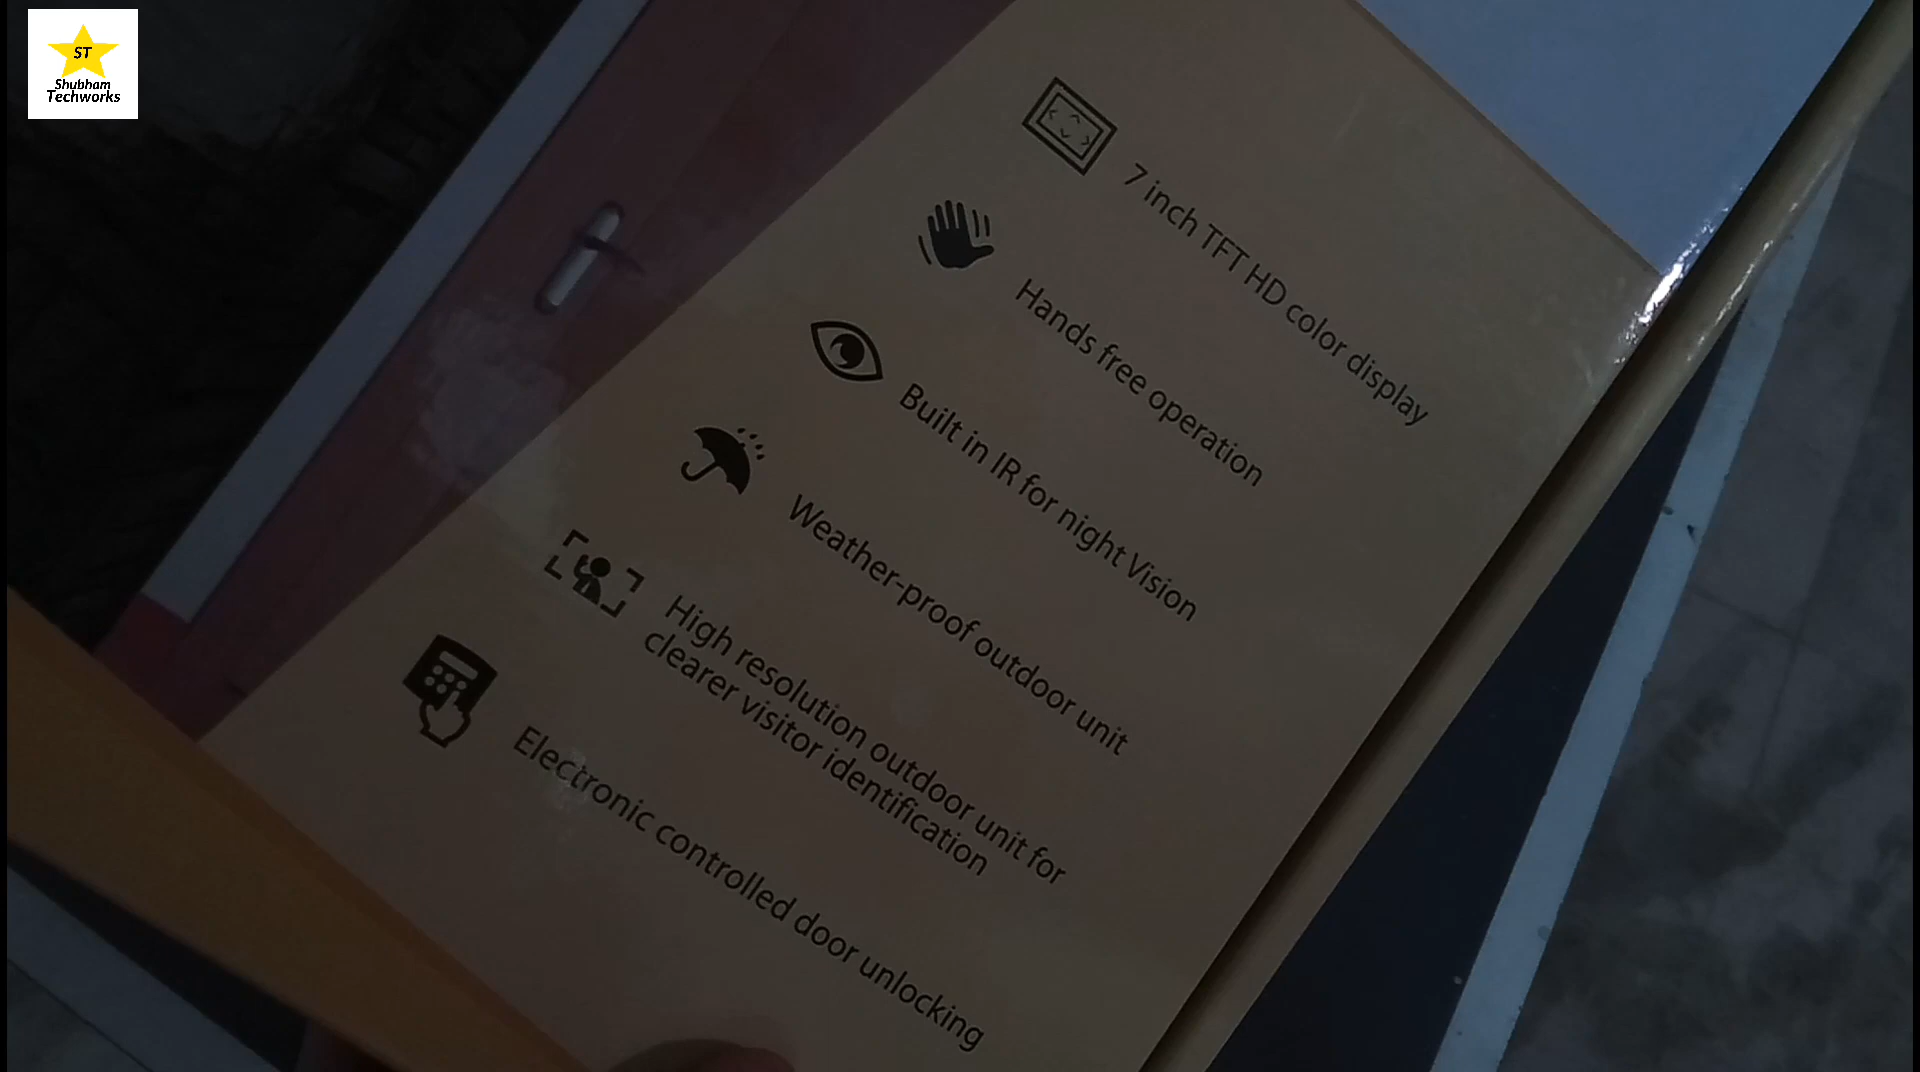 ST
Shubham
Techworks
7 inch TFT HD color display
Hands free operation
Built in IR for night Vision
Weather-proof outdoor unit
High resolution outdoor unit for
clearer visitor identification
Electronic controlled door unlocking